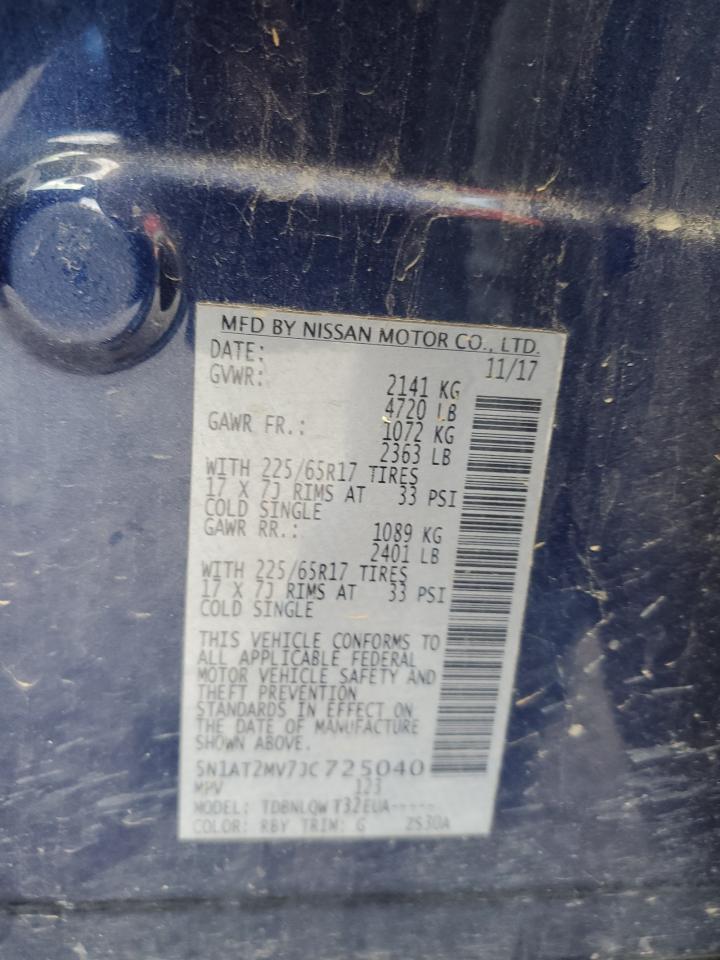 MFD BY NISSAN MOTOR CO., LTD.
DATE: 11/17
GVWR: 2141 KG
4720 LB
GAWR FR.: 1072 KG
2363 LB
WITH 225/65R17 TIRES
17 X 7J RIMS AT 33 PSI
COLD SINGLE
GAWR RR.: 1089 KG
2401 LB
WITH 225/65R17 TIRES
17 X 7J RIMS AT 33 PSI
COLD SINGLE
THIS VEHICLE CONFORMS TO
ALL APPLICABLE FEDERAL
MOTOR VEHICLE SAFETY AND
THEFT PREVENTION
STANDARDS IN EFFECT ON
THE DATE OF MANUFACTURE
SHOWN ABOVE.
5N1AT2MV7JC725040
MPV 123
MODEL: TDBNLQW T32EUA-----
COLOR: RBY TRIM: G 2S30A